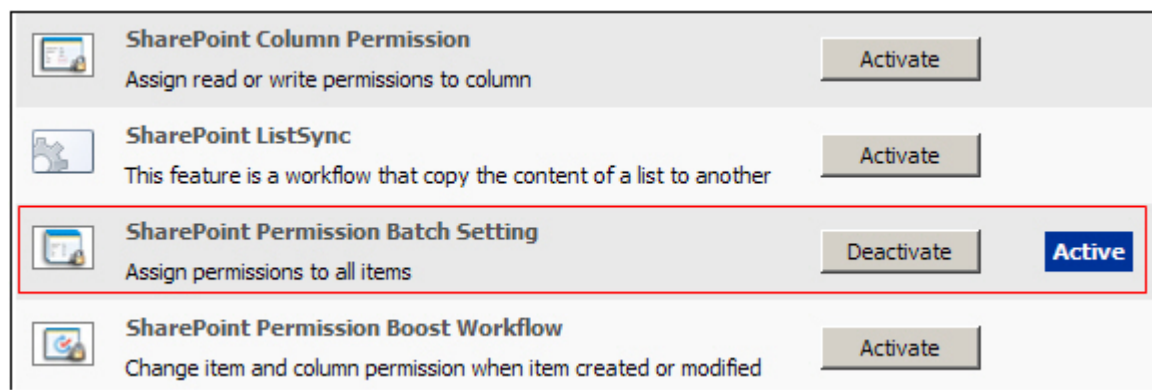 SharePoint Column Permission
Assign read or write permissions to column
Activate
SharePoint ListSync
This feature is a workflow that copy the content of a list to another
Activate
SharePoint Permission Batch Setting
Assign permissions to all items
Deactivate
Active
SharePoint Permission Boost Workflow
Change item and column permission when item created or modified
Activate